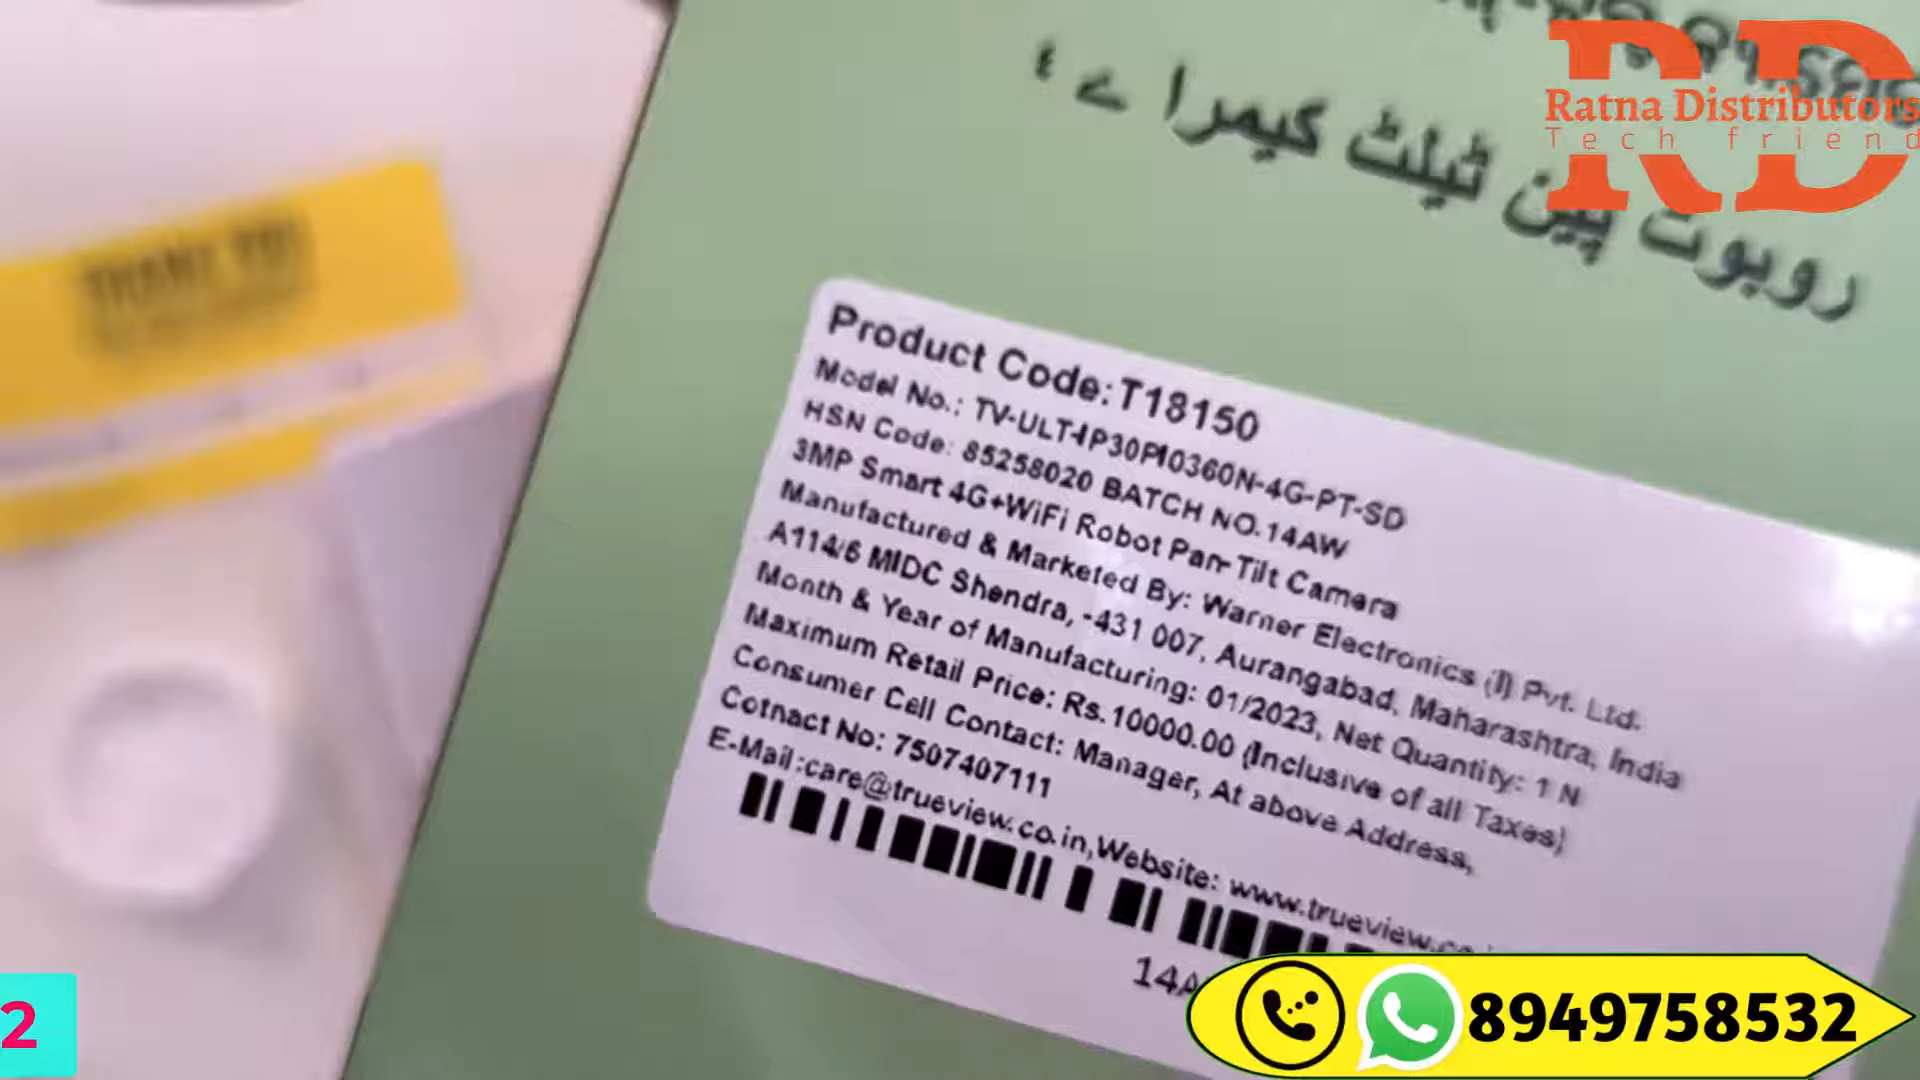 روبوٹ پین ٹیلٹ کیمرا ے ؛
RD
Ratna Distributors
Tech friend
Product Code: T18150
Model No.: TV-ULT-IP30PI0360N-4G-PT-SD
HSN Code: 85258020 BATCH NO.14AW
3MP Smart 4G+WiFi Robot Pan-Tilt Camera
Manufactured & Marketed By: Warner Electronics (I) Pvt. Ltd.
A114/6 MIDC Shendra, -431 007, Aurangabad, Maharashtra, India
Month & Year of Manufacturing: 01/2023, Net Quantity: 1 N
Maximum Retail Price: Rs.10000.00 (Inclusive of all Taxes)
Consumer Cell Contact: Manager, At above Address,
Cotnact No: 7507407111
E-Mail:care@trueview.co.in,Website: www.trueview.co
14A
2
8949758532